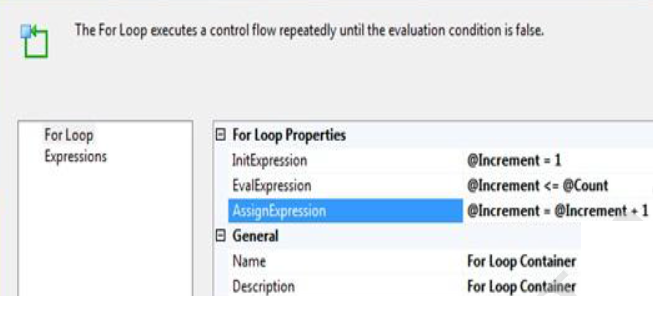 The For Loop executes a control flow repeatedly until the evaluation condition is false.
For Loop
Expressions
For Loop Properties
InitExpression @Increment = 1
EvalExpression @Increment <= @Count
AssignExpression @Increment = @Increment + 1
General
Name For Loop Container
Description For Loop Container